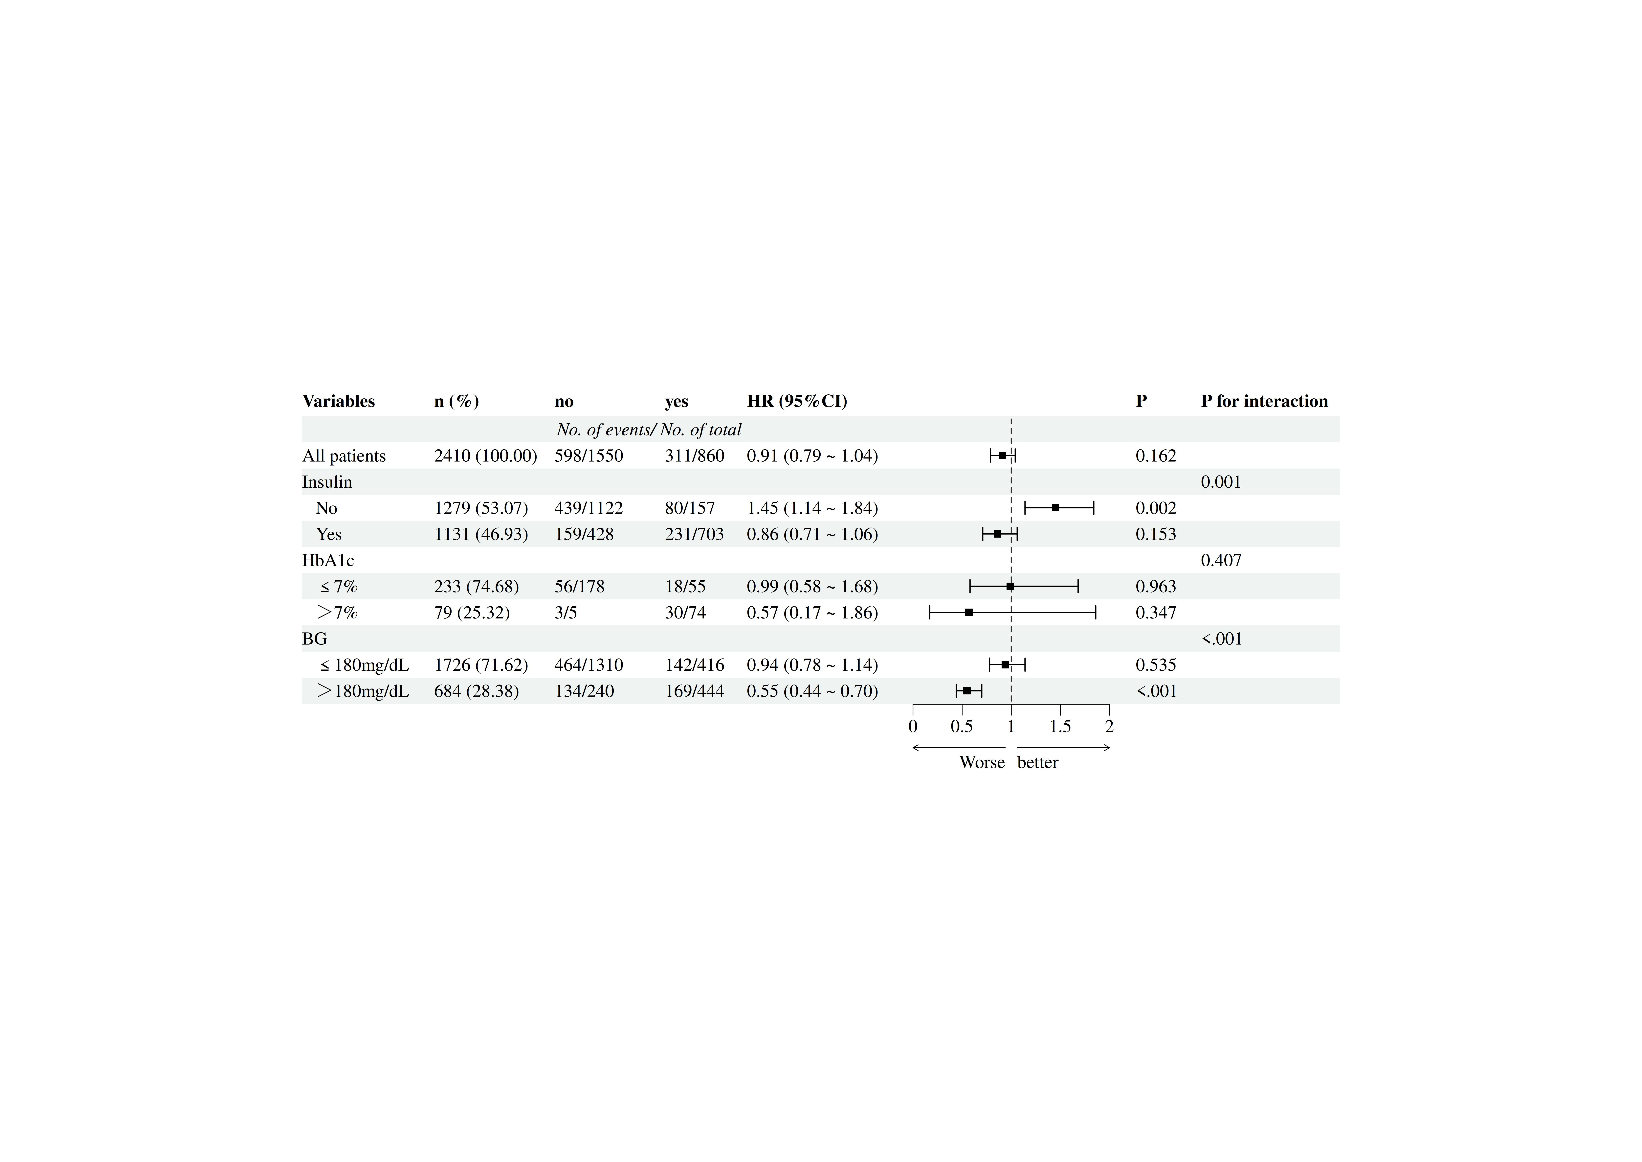 Variables n (%) no yes HR (95%CI) P P for interaction
No. of events/ No. of total
All patients 2410 (100.00) 598/1550 311/860 0.91 (0.79 ~ 1.04) 0.162
Insulin 0.001
No 1279 (53.07) 439/1122 80/157 1.45 (1.14 ~ 1.84) 0.002
Yes 1131 (46.93) 159/428 231/703 0.86 (0.71 ~ 1.06) 0.153
HbA1c 0.407
≤ 7% 233 (74.68) 56/178 18/55 0.99 (0.58 ~ 1.68) 0.963
>7% 79 (25.32) 3/5 30/74 0.57 (0.17 ~ 1.86) 0.347
BG <.001
≤ 180mg/dL 1726 (71.62) 464/1310 142/416 0.94 (0.78 ~ 1.14) 0.535
>180mg/dL 684 (28.38) 134/240 169/444 0.55 (0.44 ~ 0.70) <.001
0 0.5 1 1.5 2
Worse better